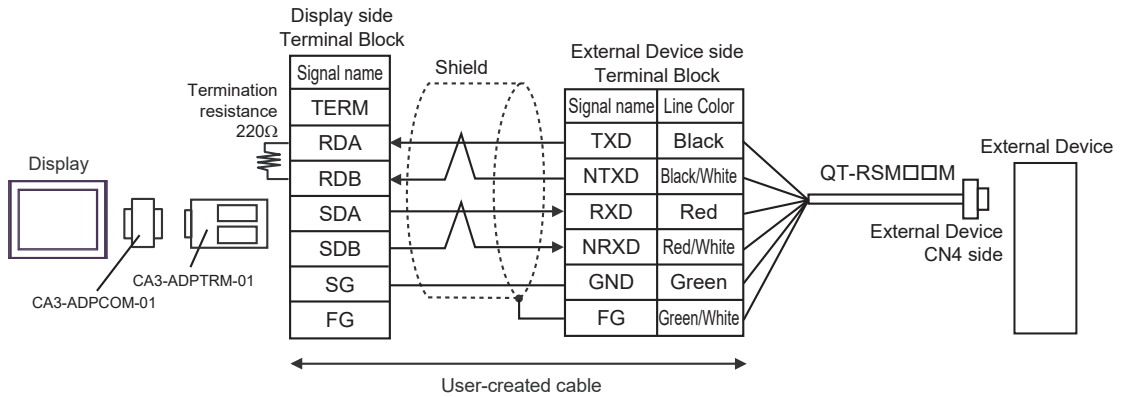 Display side
Terminal Block
External Device side
Terminal Block
Shield
Termination
resistance
220Ω
Display
CA3-ADPCOM-01
CA3-ADPTRM-01
Signal name
TERM
RDA
RDB
SDA
SDB
SG
FG
Signal name Line Color
TXD Black
NTXD Black/White
RXD Red
NRXD Red/White
GND Green
FG Green/White
QT-RSM□□M
External Device
External Device
CN4 side
User-created cable